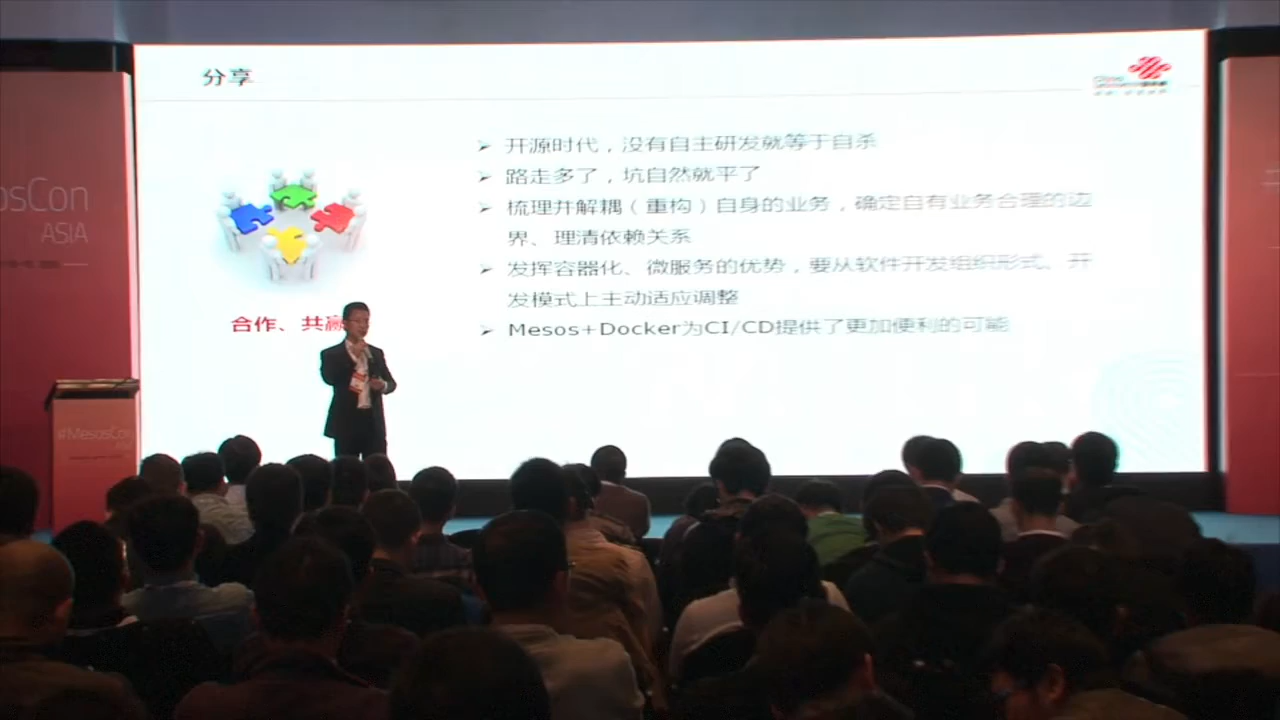 分享
开源时代，没有自主研发就等于自杀
路走多了，坑自然就平了
梳理并解耦（重构）自身的业务，确定自有业务合理的边
界、理清依赖关系
发挥容器化、微服务的优势，要从软件开发组织形式、开
发模式上主动适应调整
Mesos+Docker为CI/CD提供了更加便利的可能
合作、共赢
osCon
ASIA
#MesosCon